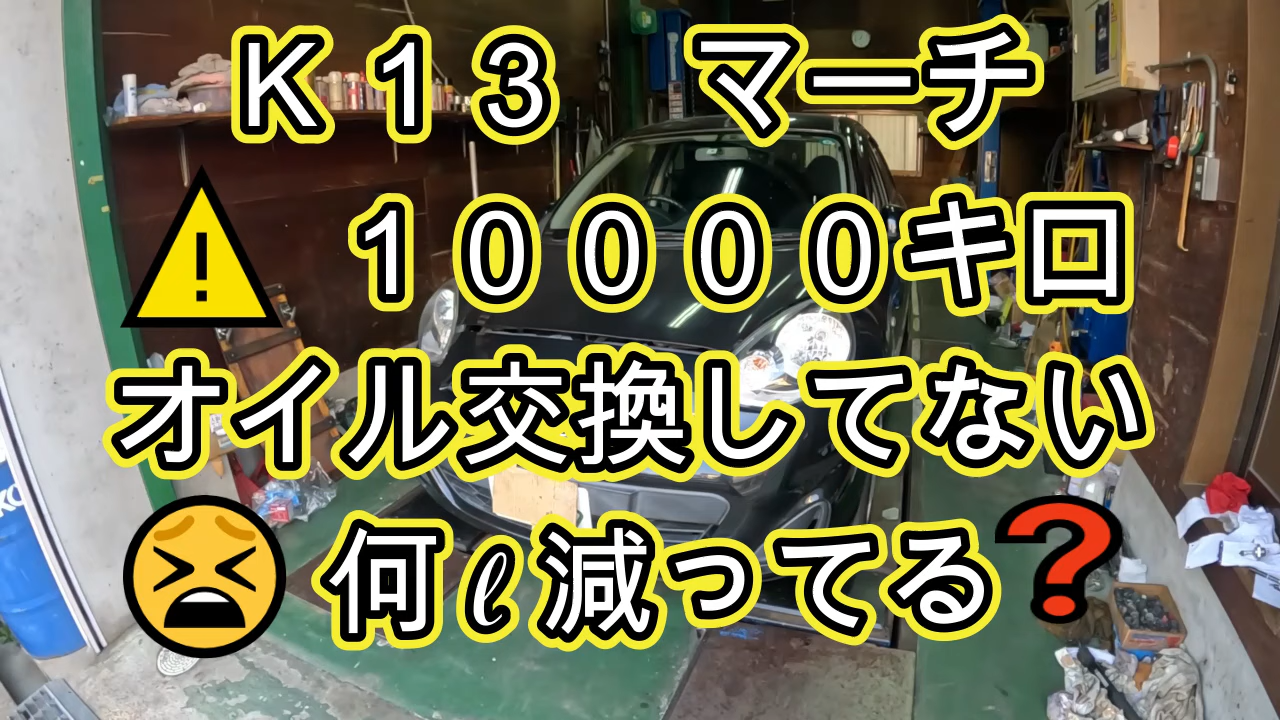 Ｋ１３　マーチ
⚠️　１００００キロ
オイル交換してない
😫何ℓ減ってる❓